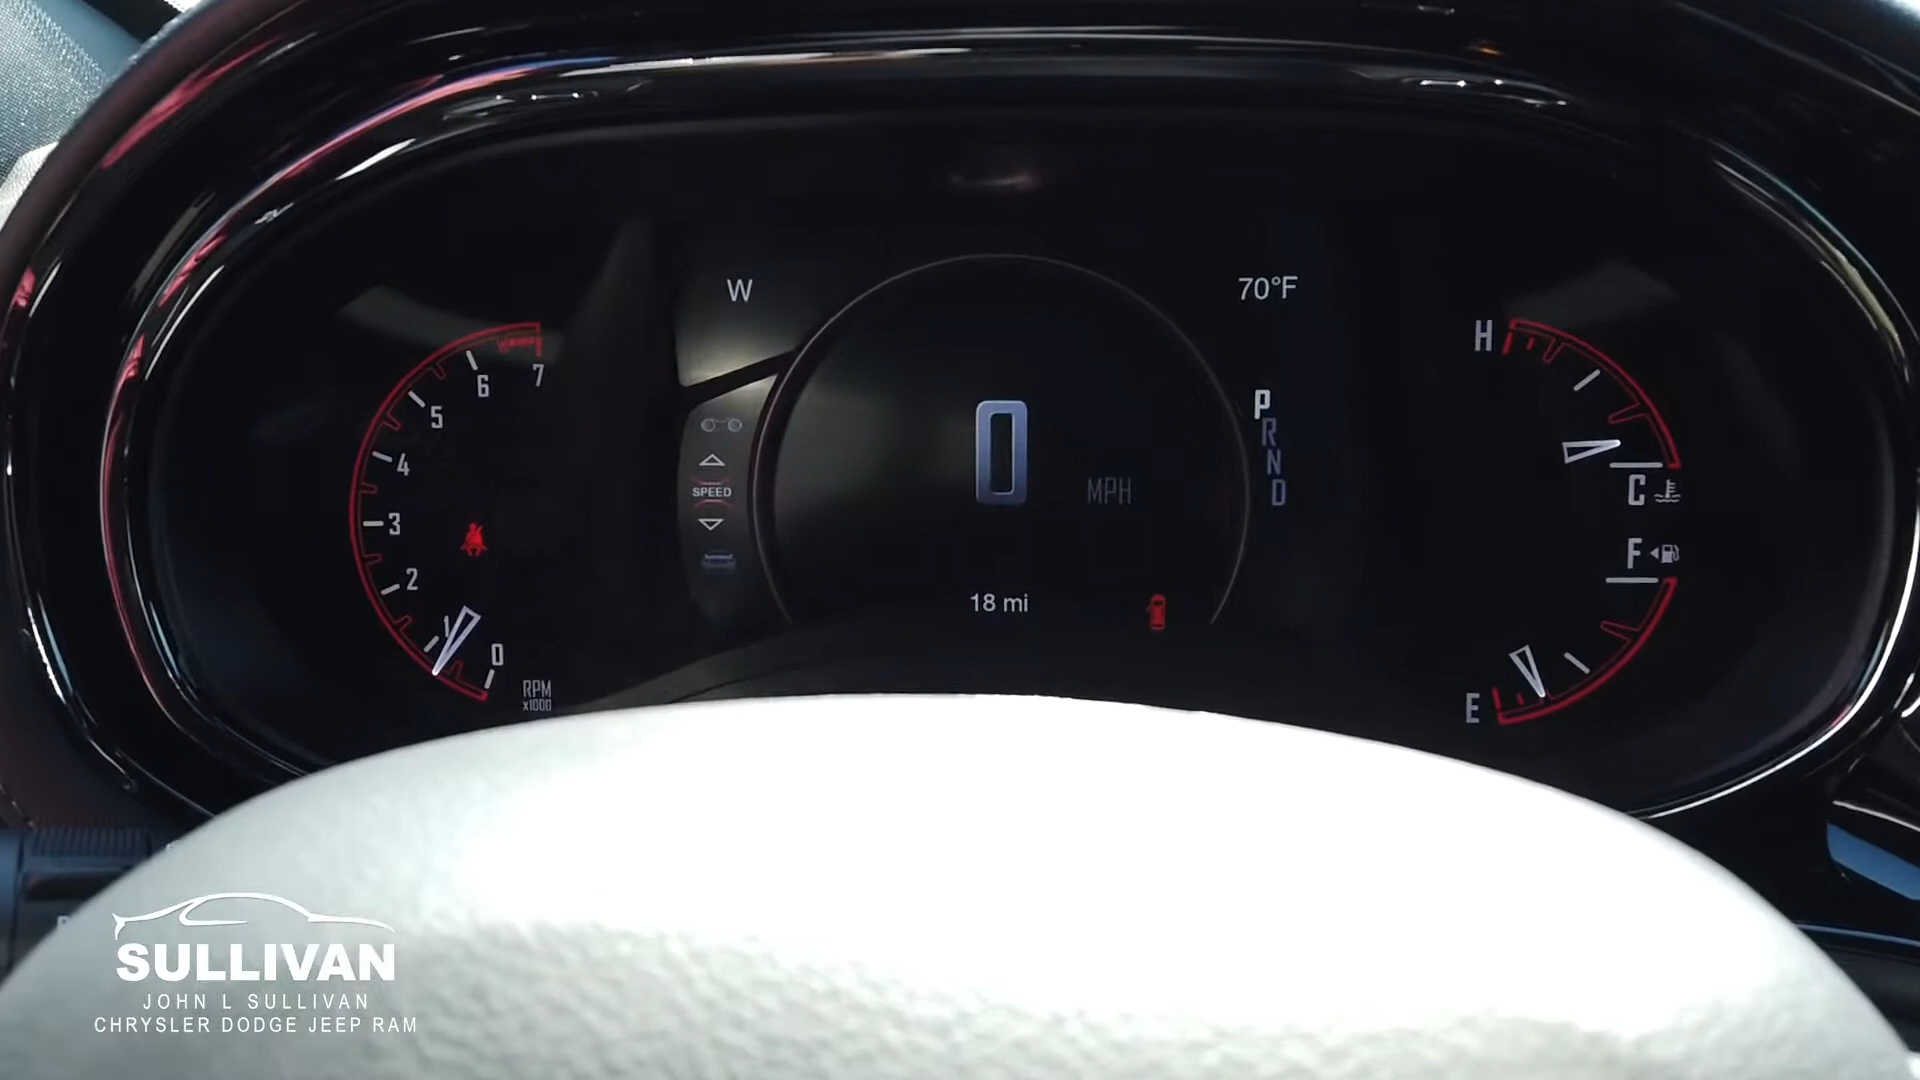 W
70°F
7
6
5
4
3
2
1
0
RPM
x1000
SPEED
0
MPH
18 mi
P
R
N
D
H
C
F
E
SULLIVAN
JOHN L SULLIVAN
CHRYSLER DODGE JEEP RAM